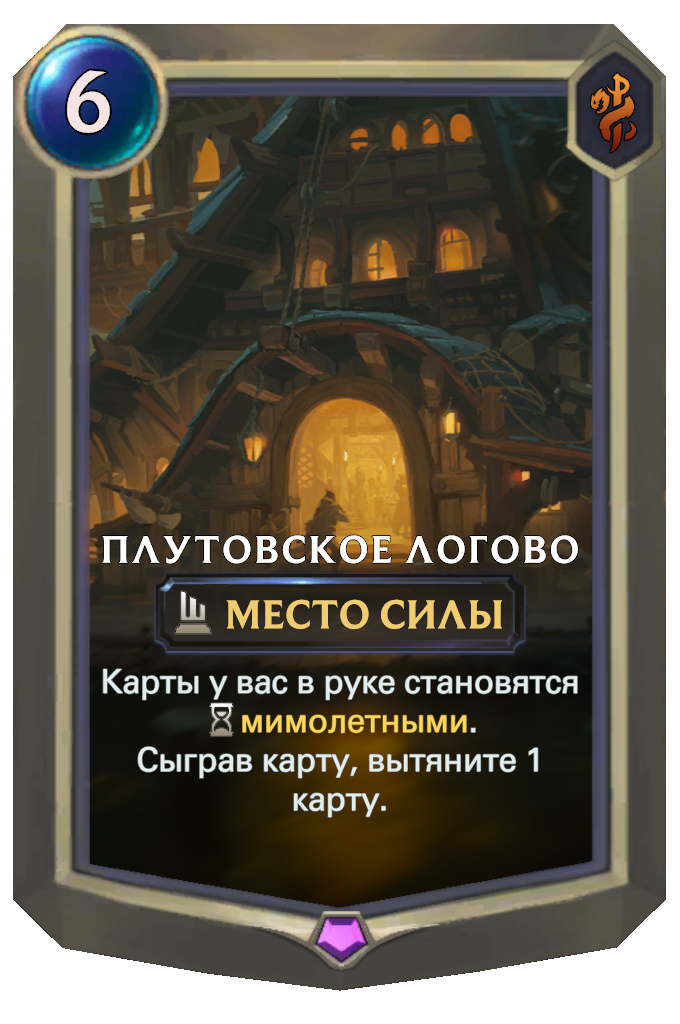 6
ПЛУТОВСКОЕ ЛОГОВО
МЕСТО СИЛЫ
Карты у вас в руке становятся
мимолетными.
Сыграв карту, вытяните 1
карту.